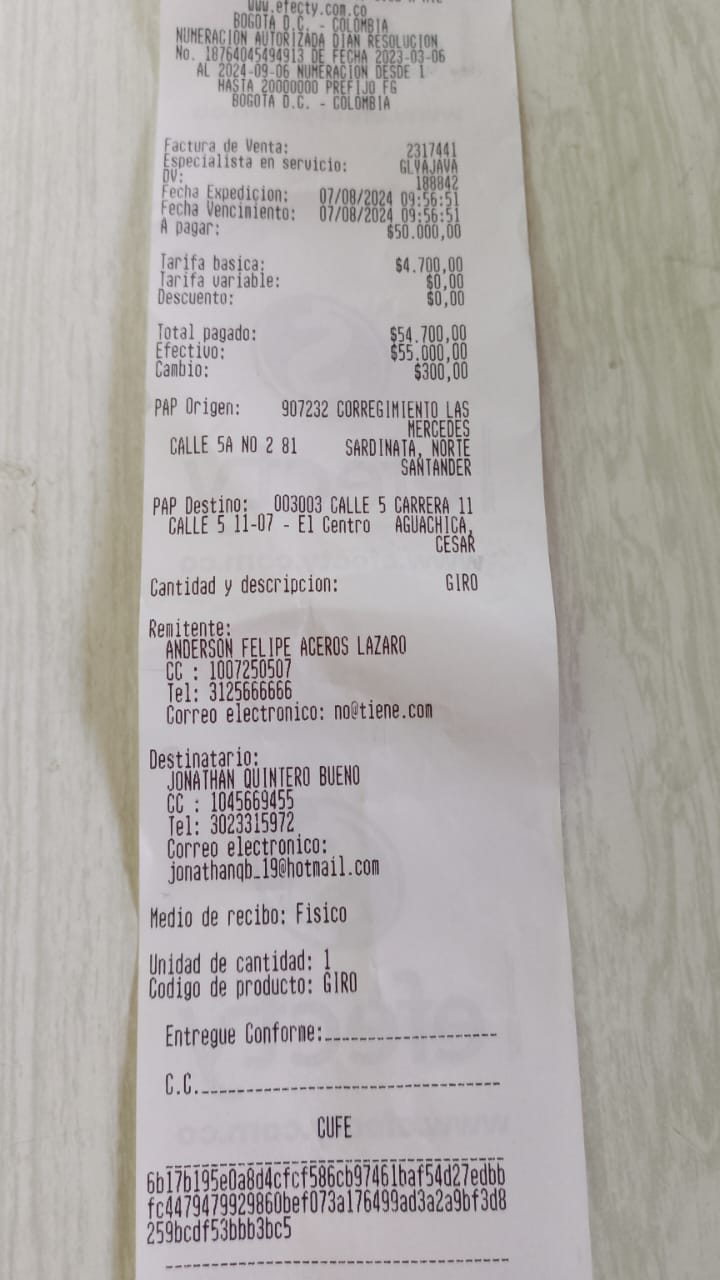 www.efecty.com.co
BOGOTA D.C. - COLOMBIA
NUMERACION AUTORIZADA DIAN RESOLUCION
No. 18764045494913 DE FECHA 2023-03-06
AL 2024-09-06 NUMERACION DESDE 1
HASTA 20000000 PREFIJO FG
BOGOTA D.C. - COLOMBIA
Factura de Venta: 2317441
Especialista en servicio: GLVAJAVA
DV: 188842
Fecha Expedicion: 07/08/2024 09:56:51
Fecha Vencimiento: 07/08/2024 09:56:51
A pagar: $50.000,00
Tarifa basica: $4.700,00
Tarifa variable: $0,00
Descuento: $0,00
Total pagado: $54.700,00
Efectivo: $55.000,00
Cambio: $300,00
PAP Origen: 907232 CORREGIMIENTO LAS
MERCEDES
CALLE 5A NO 2 81 SARDINATA, NORTE
SANTANDER
PAP Destino: 003003 CALLE 5 CARRERA 11
CALLE 5 11-07 - El Centro AGUACHICA,
CESAR
Cantidad y descripcion: GIRO
Remitente:
ANDERSON FELIPE ACEROS LAZARO
CC : 1007250507
Tel: 3125666666
Correo electronico: no@tiene.com
Destinatario:
JONATHAN QUINTERO BUENO
CC : 1045669455
Tel: 3023315972
Correo electronico:
jonathanqb_19@hotmail.com
Medio de recibo: Fisico
Unidad de cantidad: 1
Codigo de producto: GIRO
Entregue Conforme:
C.C.
CUFE
6b17b195e0a8d4cfcf586cb97461baf54d27edbb
fc4479479929860bef073a176499ad3a2a9bf3d8
259bcdf53bbb3bc5